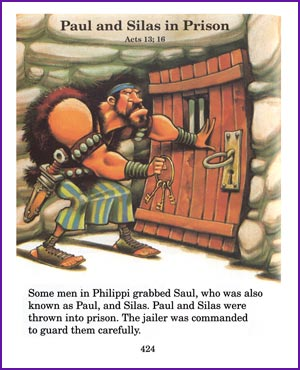 Paul and Silas in Prison
Acts 13; 16
Some men in Philippi grabbed Saul, who was also
known as Paul, and Silas. Paul and Silas were
thrown into prison. The jailer was commanded
to guard them carefully.
424